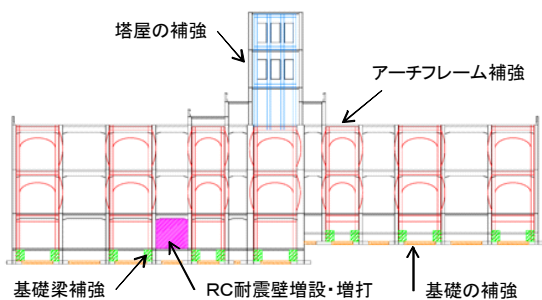 塔屋の補強
アーチフレーム補強
基礎梁補強
RC耐震壁増設・増打
基礎の補強